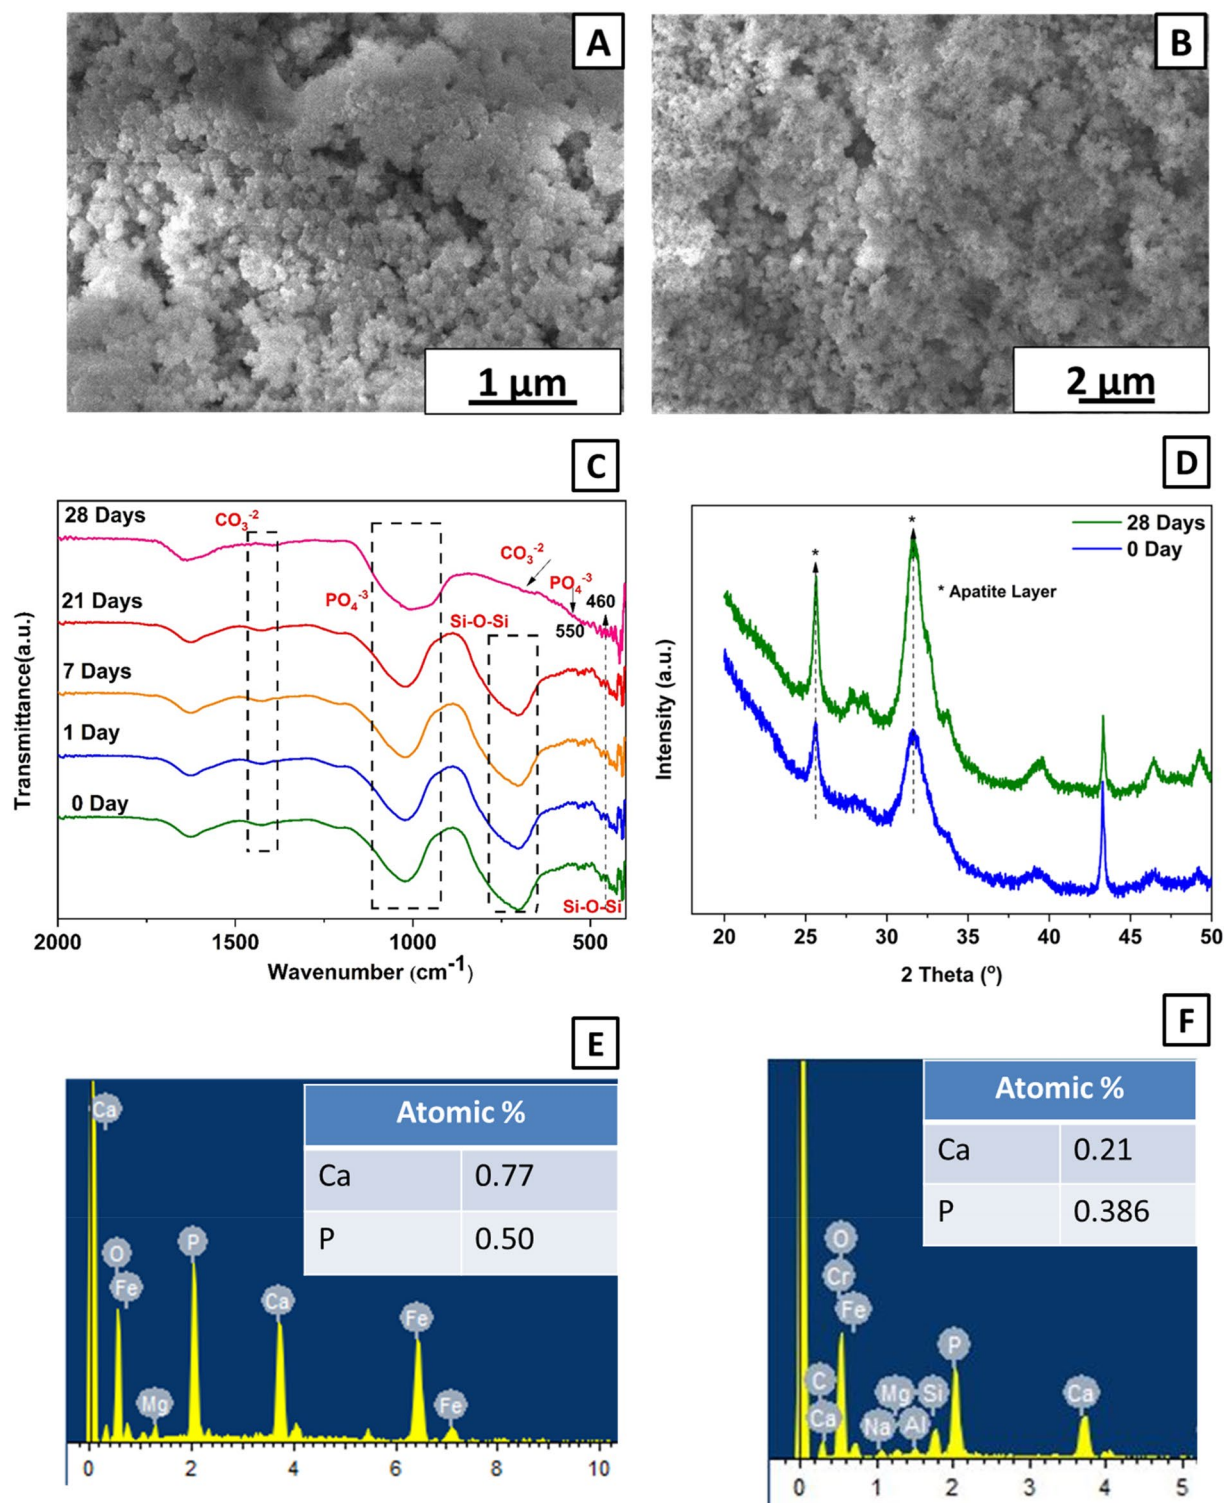 A
B
1 µm
2 µm
C
D
28 Days
CO₃⁻²
CO₃⁻²
PO₄⁻³
460
550
21 Days
PO₄⁻³
Si-O-Si
7 Days
1 Day
0 Day
Si-O-Si
Transmittance(a.u.)
2000 1500 1000 500
Wavenumber (cm⁻¹)
28 Days
0 Day
*
*
* Apatite Layer
Intensity (a.u.)
20 25 30 35 40 45 50
2 Theta (°)
E
F
Atomic %
Ca 0.77
P 0.50
Ca
O
Fe
Mg
P
Ca
Fe
Fe
0 2 4 6 8 10
Atomic %
Ca 0.21
P 0.386
O
Cr
Fe
C
Ca
Na
Mg
Al
Si
P
Ca
0 1 2 3 4 5